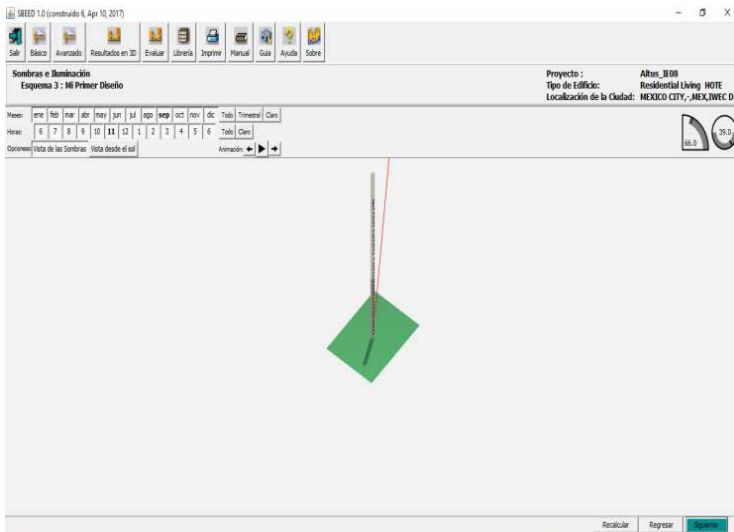 SBEED 1.0 (construido 6, Apr 10, 2017)
Salir Básico Avanzado Resultados en 3D Evaluar Librería Imprimir Manual Guia Ayuda Sobre
Sombras e Iluminación
Esquema 3 : Mi Primer Diseño
Proyecto : Altus_IE08
Tipo de Edificio: Residential Living HOTE
Localización de la Ciudad: MEXICO CITY,-,MEX,IWEC D
Meses: ene feb mar abr may jun jul ago sep oct nov dic Todo Trimestral Claro
Horas: 6 7 8 9 10 11 12 1 2 3 4 5 6 Todo Claro
Opciones: Vista de las Sombras Vista desde el sol Animación:
66.0 39.0
Recalcular Regresar Siguiente